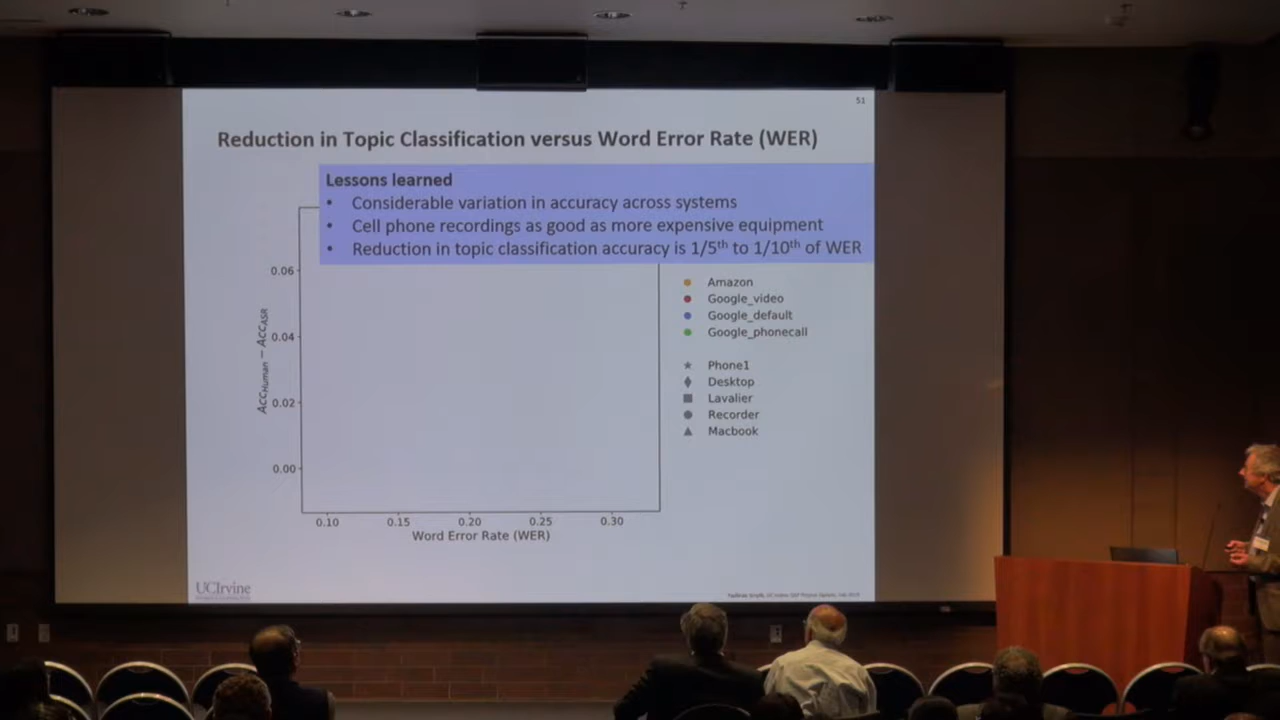 51
Reduction in Topic Classification versus Word Error Rate (WER)
Lessons learned
• Considerable variation in accuracy across systems
• Cell phone recordings as good as more expensive equipment
• Reduction in topic classification accuracy is 1/5th to 1/10th of WER
0.06
0.04
0.02
0.00
AccHuman − AccASR
0.10 0.15 0.20 0.25 0.30
Word Error Rate (WER)
Amazon
Google_video
Google_default
Google_phonecall
Phone1
Desktop
Lavalier
Recorder
Macbook
UCIrvine